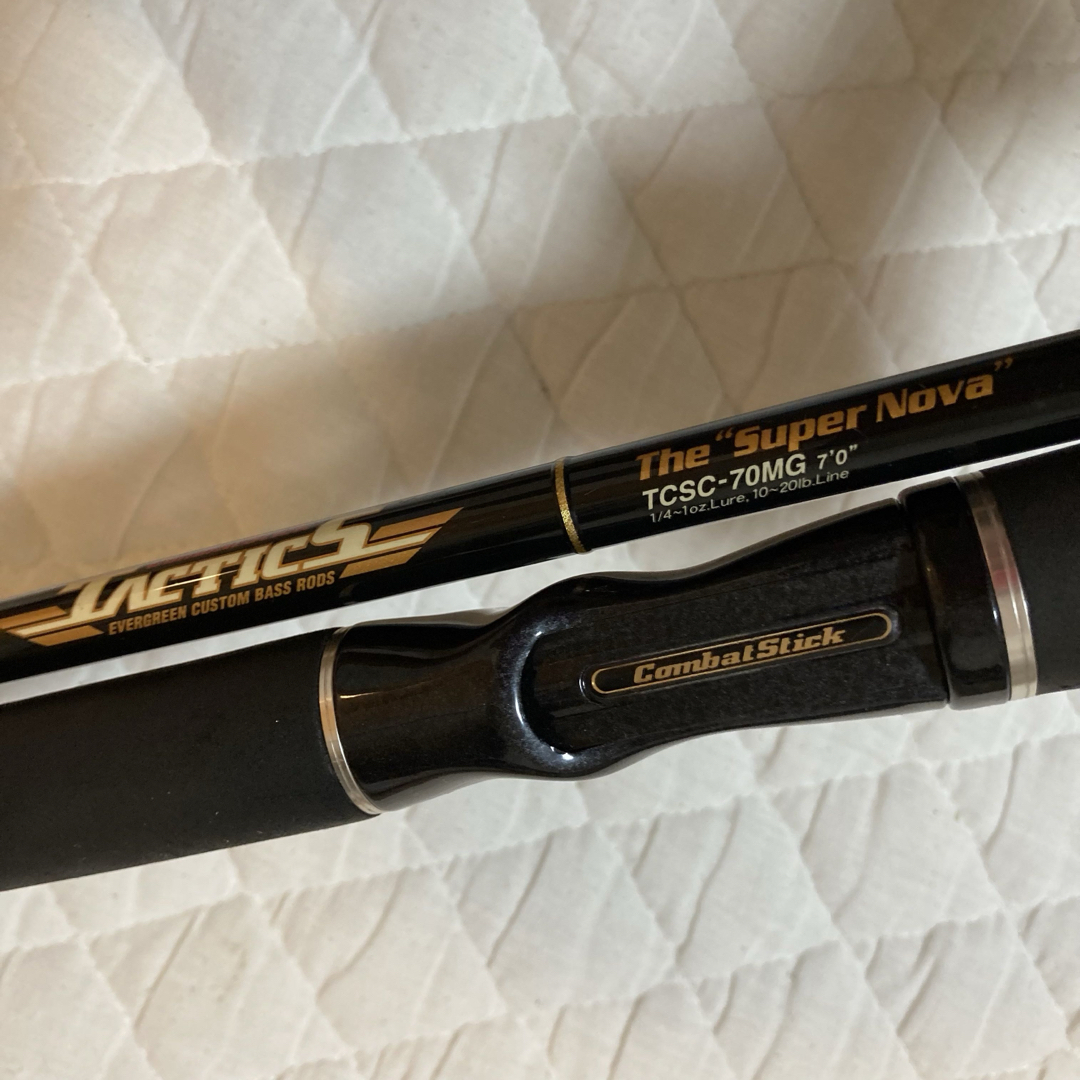 The "Super Nova"
TCSC-70MG 7'0"
1/4~1oz.Lure, 10~20lb.Line
TACTICS
EVERGREEN CUSTOM BASS RODS
CombatStick